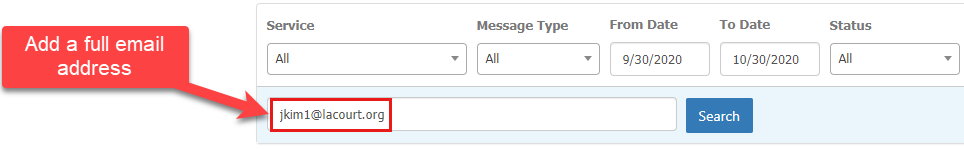 Add a full email
address
Service
Message Type
From Date
To Date
Status
All
All
9/30/2020
10/30/2020
All
jkim1@lacourt.org
Search